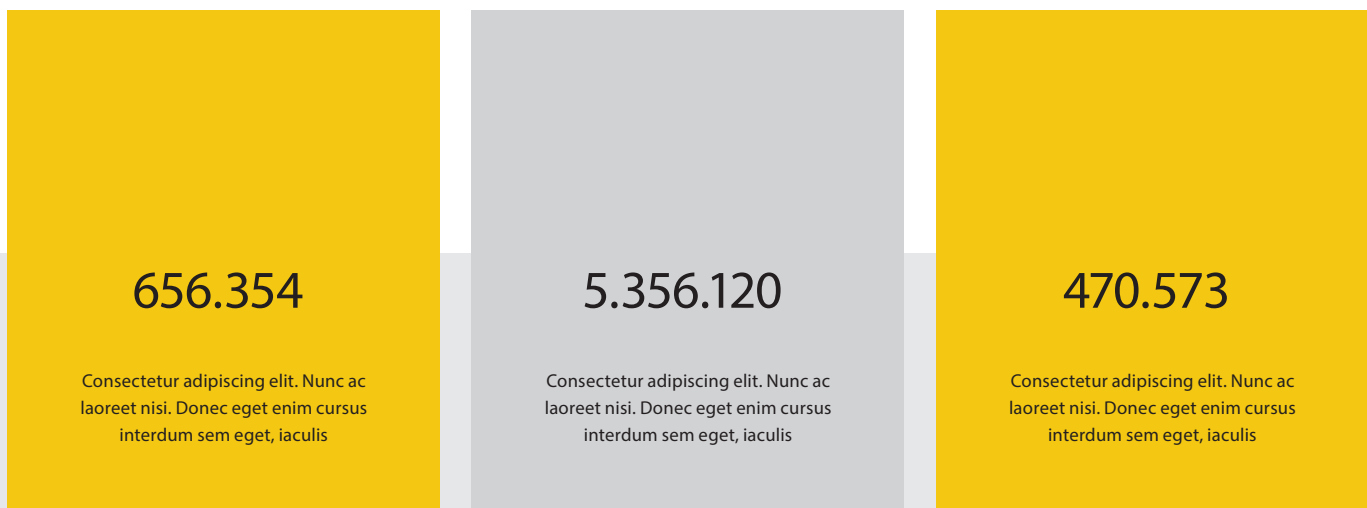 656.354
Consectetur adipiscing elit. Nunc ac
laoreet nisi. Donec eget enim cursus
interdum sem eget, iaculis
5.356.120
Consectetur adipiscing elit. Nunc ac
laoreet nisi. Donec eget enim cursus
interdum sem eget, iaculis
470.573
Consectetur adipiscing elit. Nunc ac
laoreet nisi. Donec eget enim cursus
interdum sem eget, iaculis